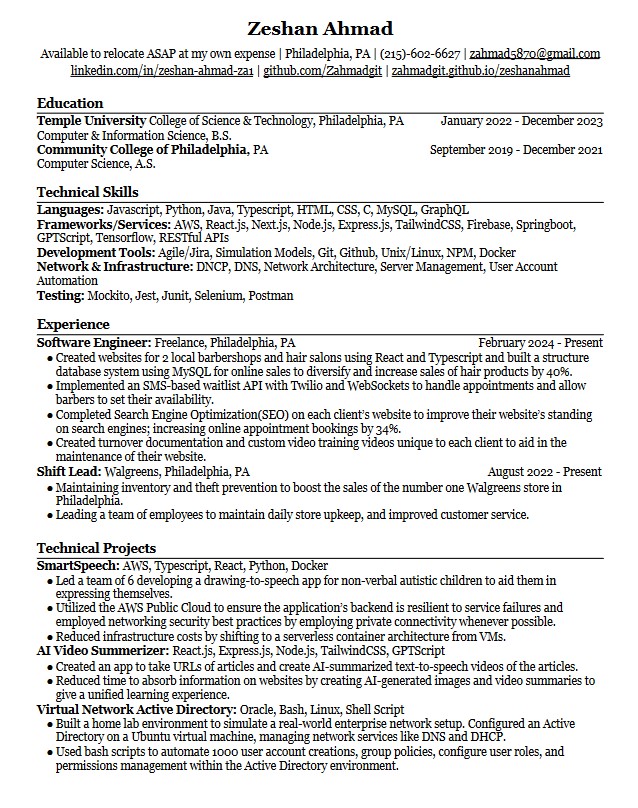 Zeshan Ahmad
Available to relocate ASAP at my own expense | Philadelphia, PA | (215)-602-6627 | zahmad5870@gmail.com
linkedin.com/in/zeshan-ahmad-za1 | github.com/Zahmadgit | zahmadgit.github.io/zeshanahmad
Education
Temple University College of Science & Technology, Philadelphia, PA January 2022 - December 2023
Computer & Information Science, B.S.
Community College of Philadelphia, PA September 2019 - December 2021
Computer Science, A.S.
Technical Skills
Languages: Javascript, Python, Java, Typescript, HTML, CSS, C, MySQL, GraphQL
Frameworks/Services: AWS, React.js, Next.js, Node.js, Express.js, TailwindCSS, Firebase, Springboot,
GPTScript, Tensorflow, RESTful APIs
Development Tools: Agile/Jira, Simulation Models, Git, Github, Unix/Linux, NPM, Docker
Network & Infrastructure: DNCP, DNS, Network Architecture, Server Management, User Account
Automation
Testing: Mockito, Jest, Junit, Selenium, Postman
Experience
Software Engineer: Freelance, Philadelphia, PA February 2024 - Present
● Created websites for 2 local barbershops and hair salons using React and Typescript and built a structure
database system using MySQL for online sales to diversify and increase sales of hair products by 40%.
● Implemented an SMS-based waitlist API with Twilio and WebSockets to handle appointments and allow
barbers to set their availability.
● Completed Search Engine Optimization(SEO) on each client's website to improve their website's standing
on search engines; increasing online appointment bookings by 34%.
● Created turnover documentation and custom video training videos unique to each client to aid in the
maintenance of their website.
Shift Lead: Walgreens, Philadelphia, PA August 2022 - Present
● Maintaining inventory and theft prevention to boost the sales of the number one Walgreens store in
Philadelphia.
● Leading a team of employees to maintain daily store upkeep, and improved customer service.
Technical Projects
SmartSpeech: AWS, Typescript, React, Python, Docker
● Led a team of 6 developing a drawing-to-speech app for non-verbal autistic children to aid them in
expressing themselves.
● Utilized the AWS Public Cloud to ensure the application's backend is resilient to service failures and
employed networking security best practices by employing private connectivity whenever possible.
● Reduced infrastructure costs by shifting to a serverless container architecture from VMs.
AI Video Summerizer: React.js, Express.js, Node.js, TailwindCSS, GPTScript
● Created an app to take URLs of articles and create AI-summarized text-to-speech videos of the articles.
● Reduced time to absorb information on websites by creating AI-generated images and video summaries to
give a unified learning experience.
Virtual Network Active Directory: Oracle, Bash, Linux, Shell Script
● Built a home lab environment to simulate a real-world enterprise network setup. Configured an Active
Directory on a Ubuntu virtual machine, managing network services like DNS and DHCP.
● Used bash scripts to automate 1000 user account creations, group policies, configure user roles, and
permissions management within the Active Directory environment.